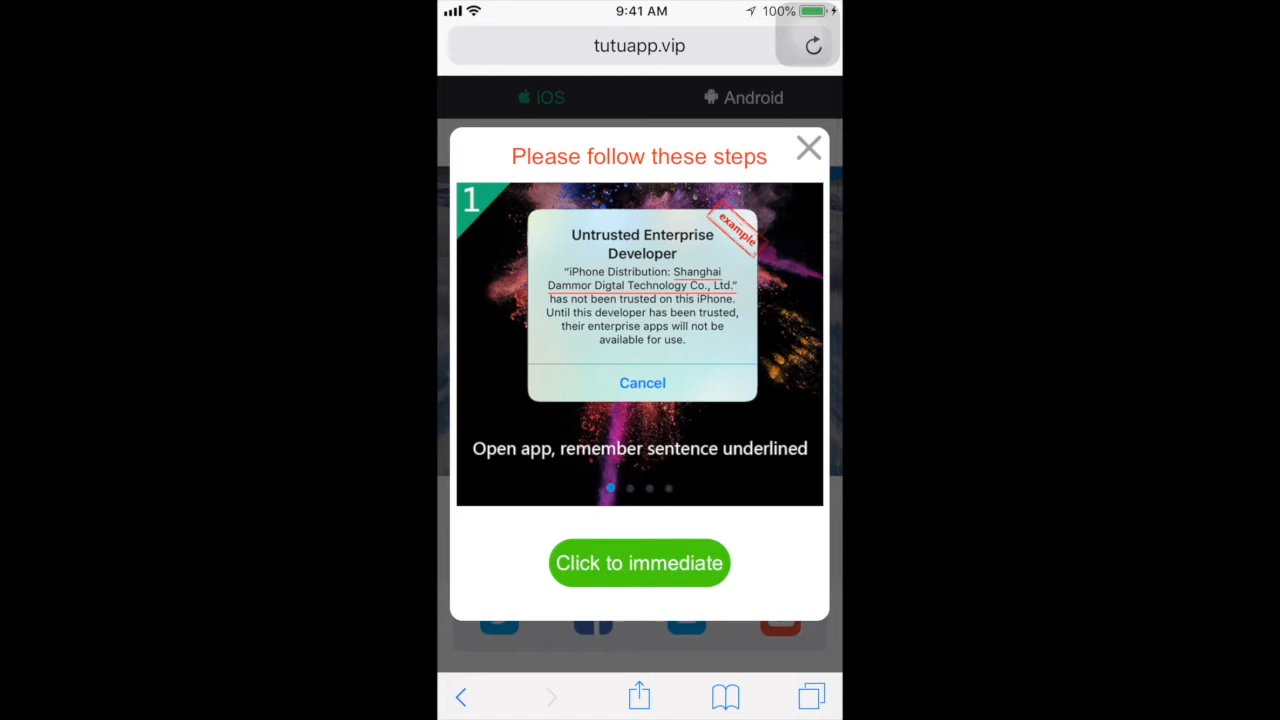 9:41 AM
100%
tutuapp.vip
iOS
Android
Please follow these steps
1
example
Untrusted Enterprise
Developer
“iPhone Distribution: Shanghai
Dammor Digtal Technology Co., Ltd.”
has not been trusted on this iPhone.
Until this developer has been trusted,
their enterprise apps will not be
available for use.
Cancel
Open app, remember sentence underlined
Click to immediate